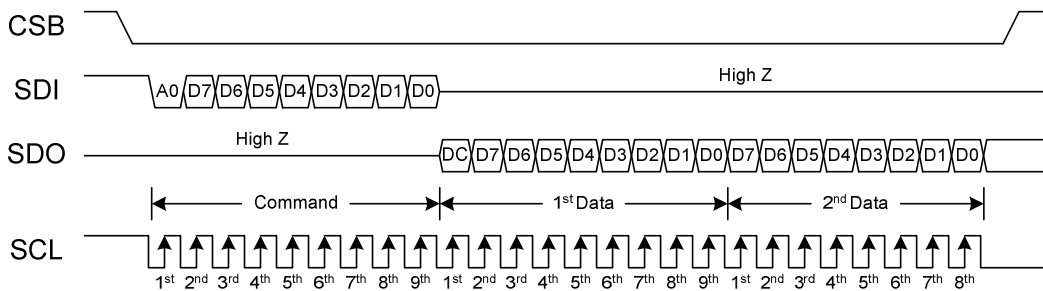 CSB
SDI A0 D7 D6 D5 D4 D3 D2 D1 D0 High Z
SDO High Z DC D7 D6 D5 D4 D3 D2 D1 D0 D7 D6 D5 D4 D3 D2 D1 D0
Command 1st Data 2nd Data
SCL
1st 2nd 3rd 4th 5th 6th 7th 8th 9th 1st 2nd 3rd 4th 5th 6th 7th 8th 9th 1st 2nd 3rd 4th 5th 6th 7th 8th